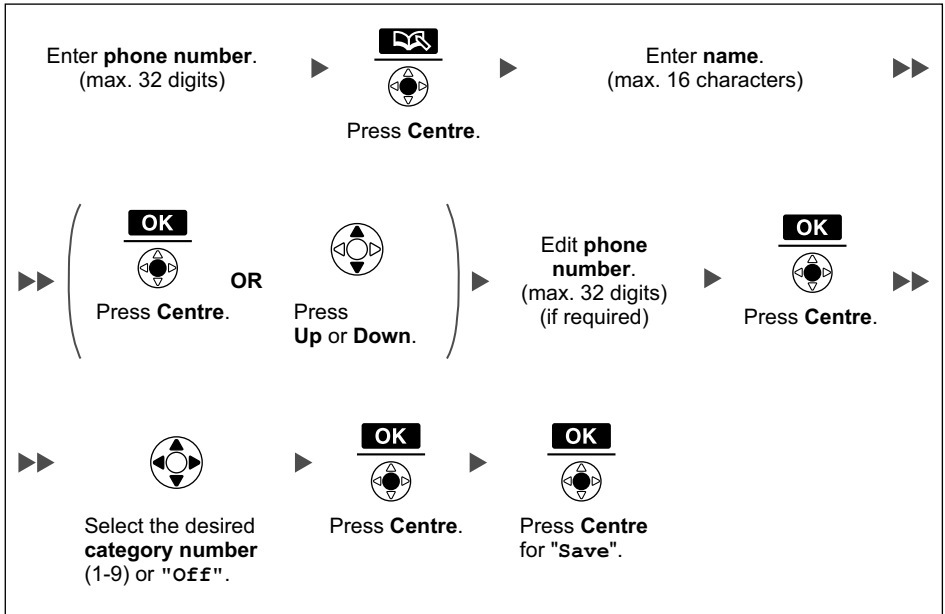 Enter phone number.
(max. 32 digits)
Press Centre.
Enter name.
(max. 16 characters)
OK
Press Centre.
OR
Press
Up or Down.
Edit phone
number.
(max. 32 digits)
(if required)
OK
Press Centre.
Select the desired
category number
(1-9) or "Off".
OK
Press Centre.
OK
Press Centre
for "Save".